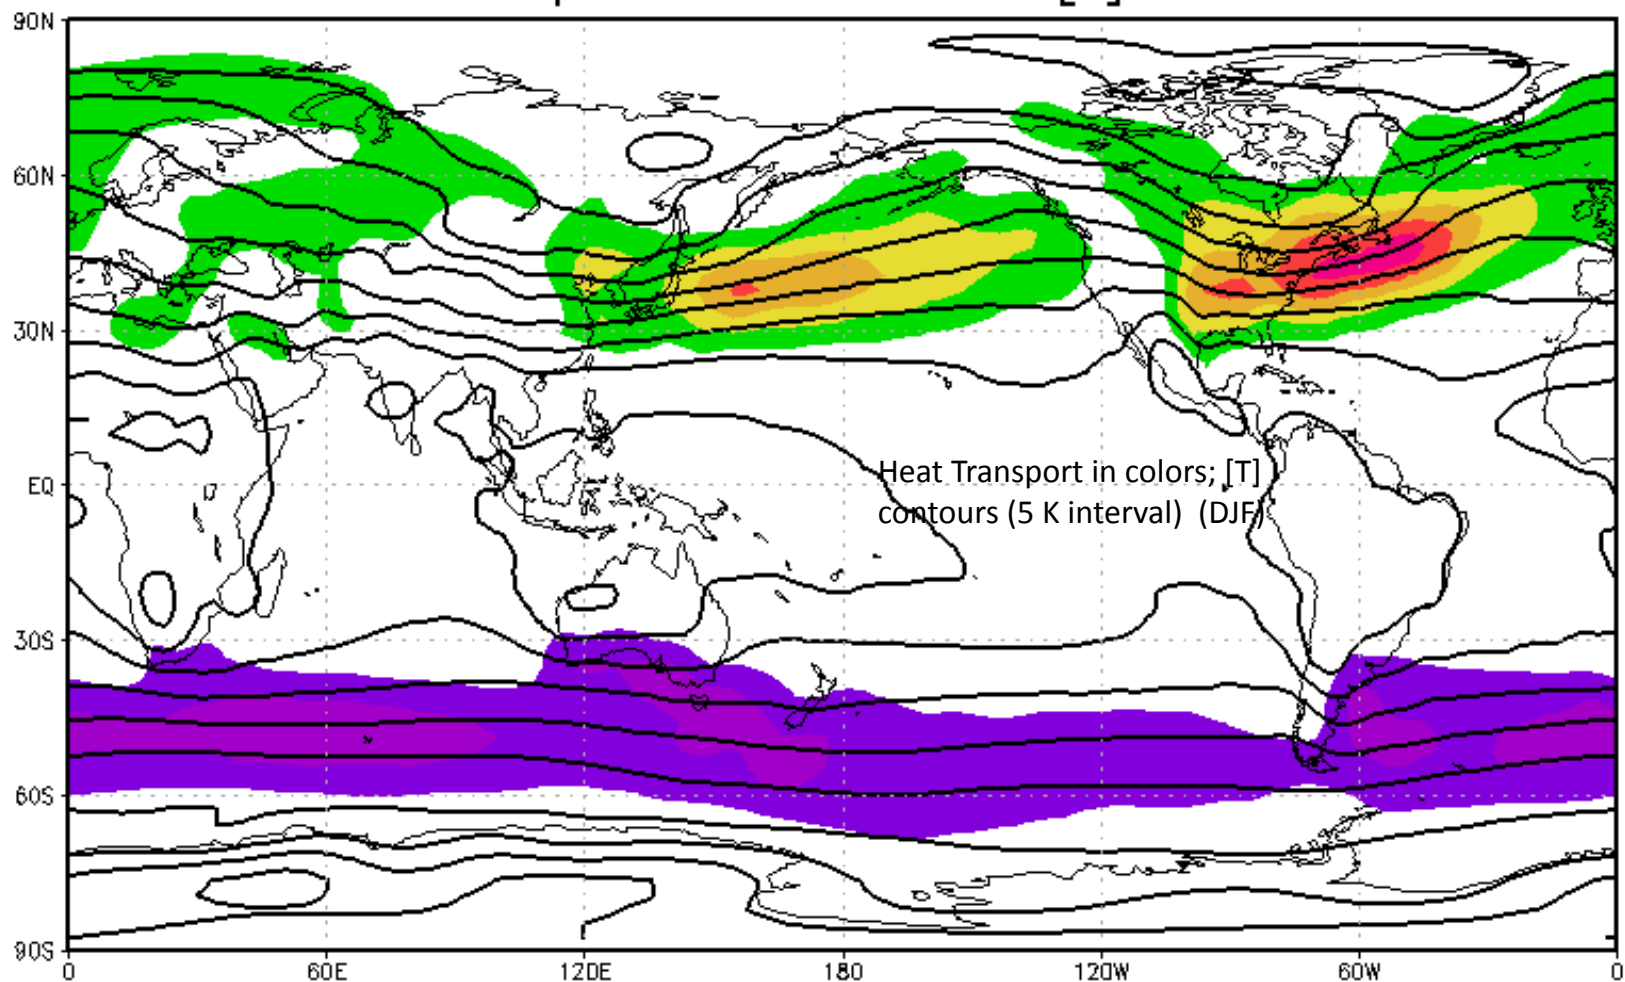 90N
60N
30N
EQ
30S
60S
90S
Heat Transport in colors; [T]
contours (5 K interval) (DJF)
0 60E 120E 180 120W 60W 0